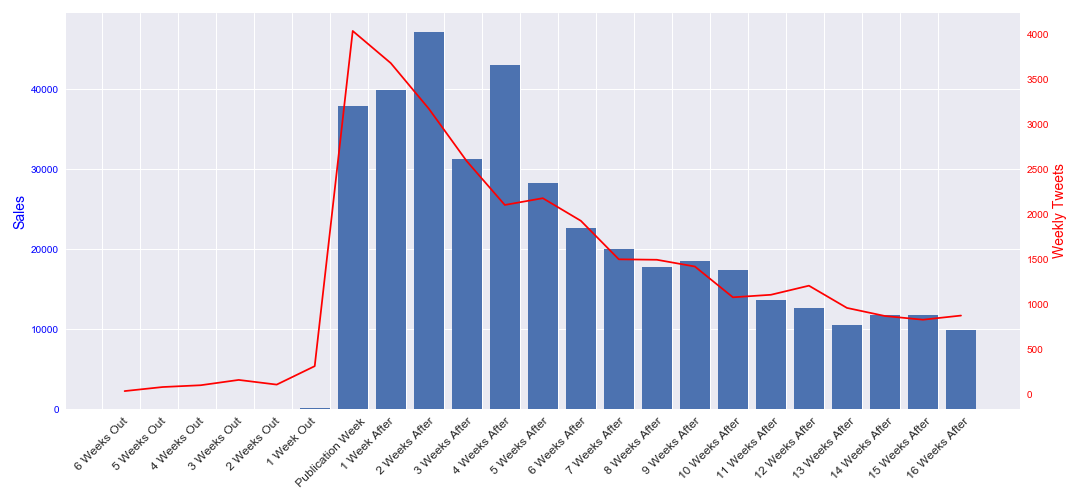 Sales
40000
30000
20000
10000
0
4000
3500
3000
2500
2000
1500
1000
500
0
Weekly Tweets
6 Weeks Out
5 Weeks Out
4 Weeks Out
3 Weeks Out
2 Weeks Out
1 Week Out
Publication Week
1 Week After
2 Weeks After
3 Weeks After
4 Weeks After
5 Weeks After
6 Weeks After
7 Weeks After
8 Weeks After
9 Weeks After
10 Weeks After
11 Weeks After
12 Weeks After
13 Weeks After
14 Weeks After
15 Weeks After
16 Weeks After